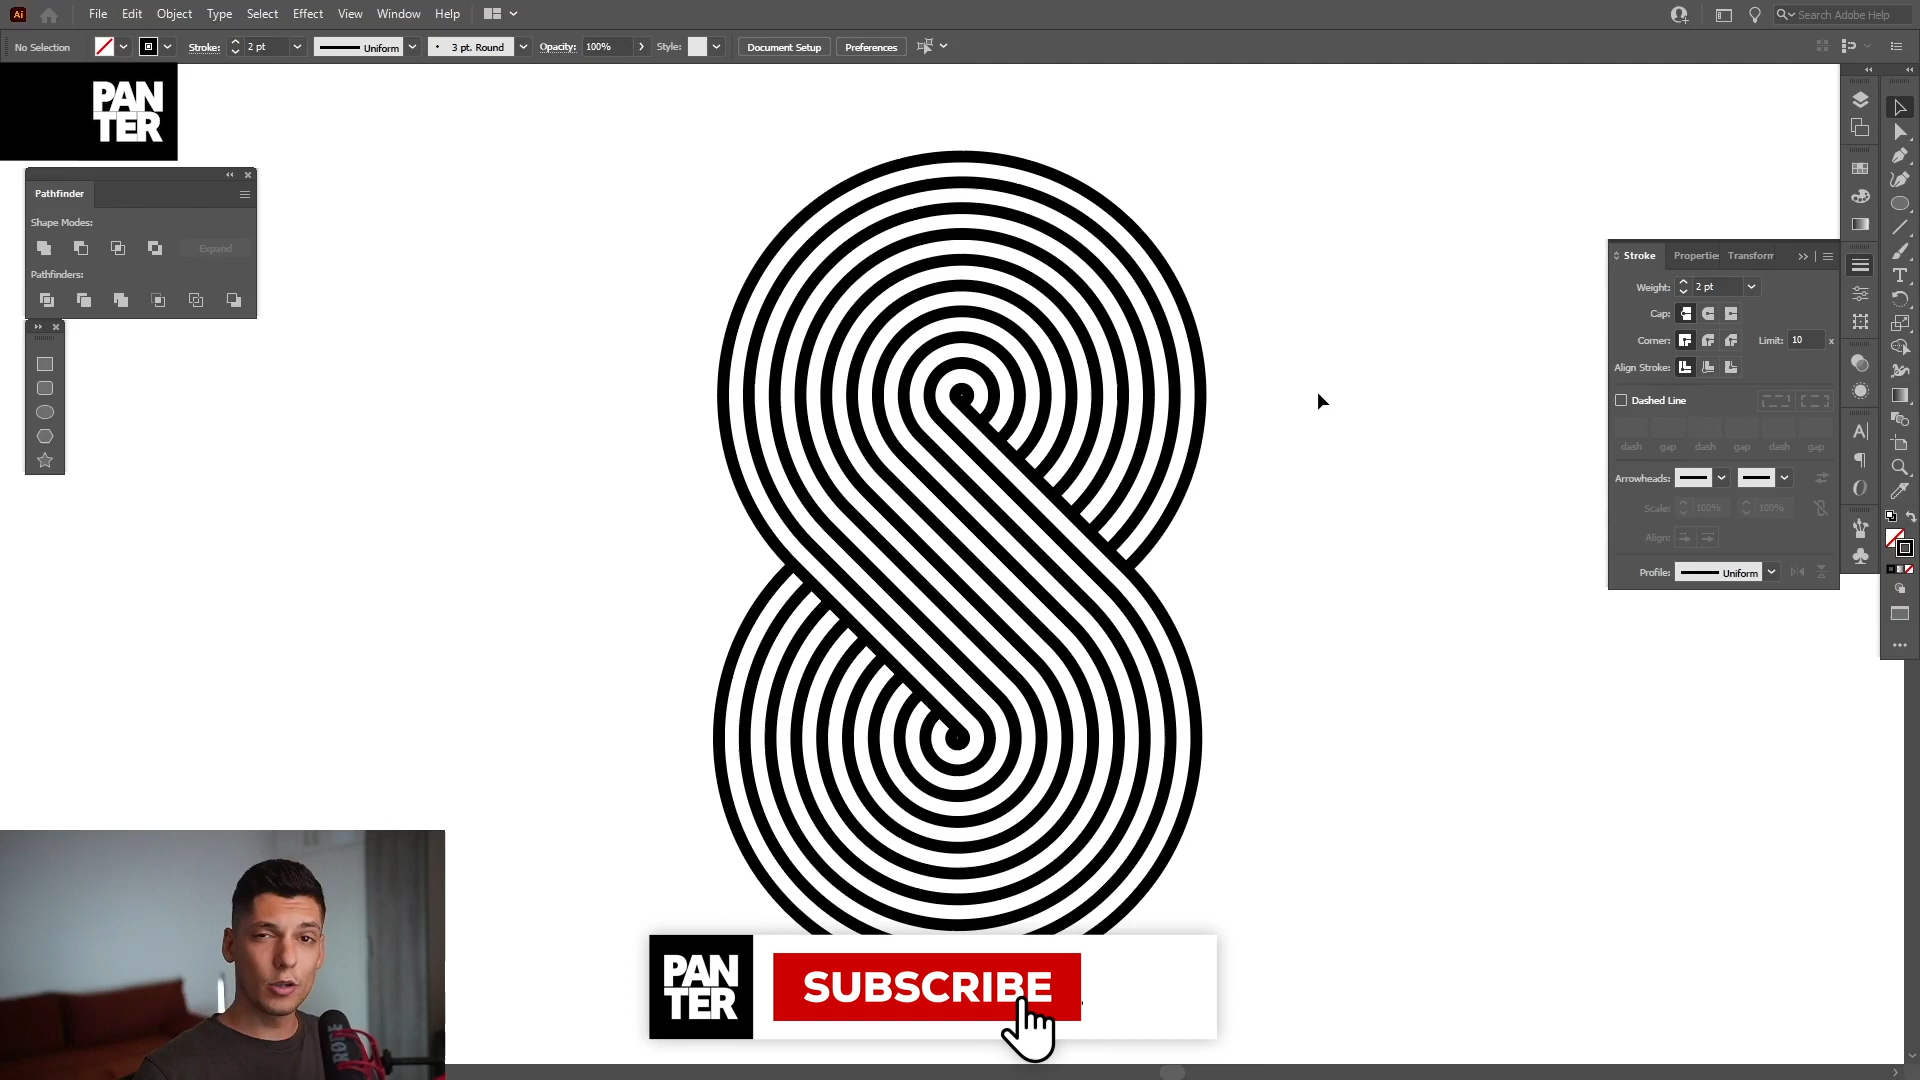 Ai File Edit Object Type Select Effect View Window Help Search Adobe Help
No Selection Stroke: 2 pt Uniform 3 pt. Round Opacity: 100% Style: Document Setup Preferences
PAN
TER
Pathfinder
Shape Modes:
Expand
Pathfinders:
Stroke Properties Transform
Weight: 2 pt
Cap:
Corner: Limit: 10 x
Align Stroke:
Dashed Line
dash gap dash gap dash gap
Arrowheads:
Scale: 100% 100%
Align:
Profile: Uniform
PAN
TER
SUBSCRIBE
RØDE